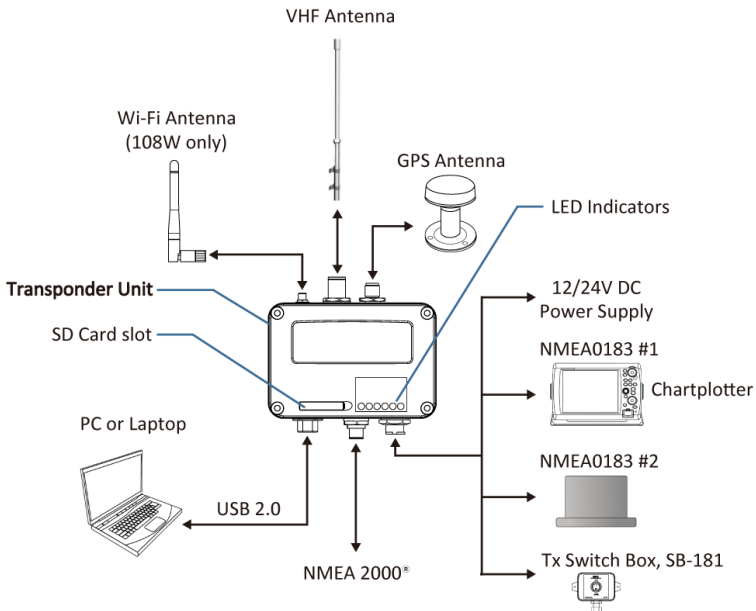 VHF Antenna
Wi-Fi Antenna
(108W only)
GPS Antenna
LED Indicators
Transponder Unit
12/24V DC
Power Supply
SD Card slot
NMEA0183 #1
Chartplotter
PC or Laptop
NMEA0183 #2
USB 2.0
NMEA 2000®
Tx Switch Box, SB-181